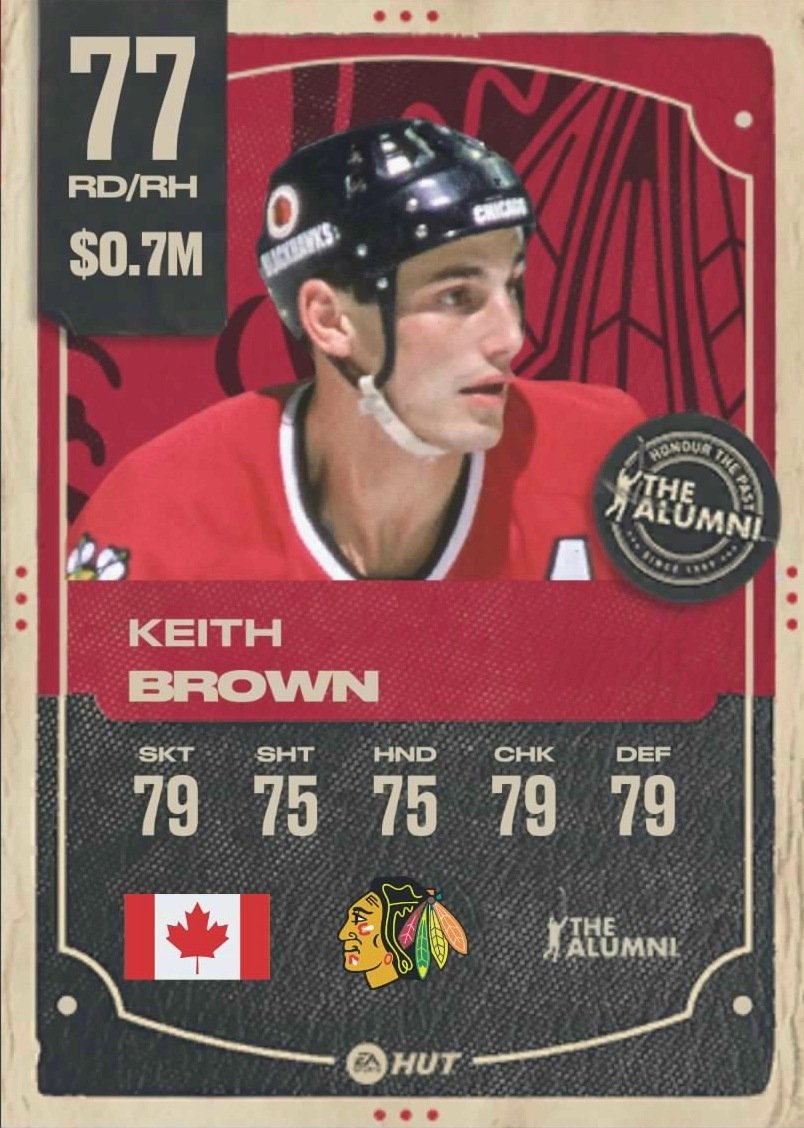 77
RD/RH
$0.7M
BLACKHAWKS
CHICAGO
HONOUR THE PAST
THE
ALUMNI
A
KEITH
BROWN
SKT SHT HND CHK DEF
79 75 75 79 79
THE
ALUMNI
EA
HUT